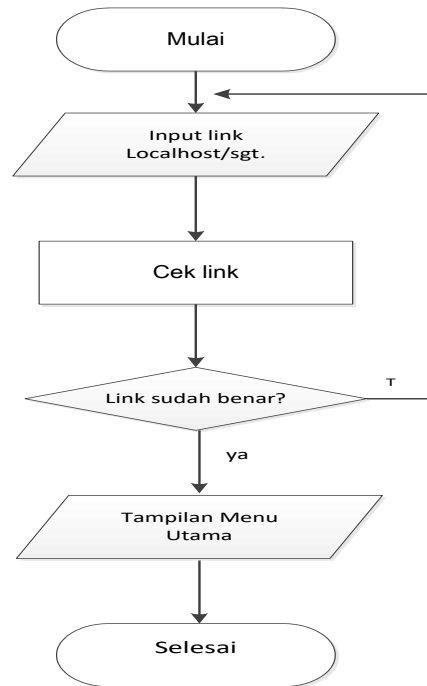 Mulai
Input link
Localhost/sgt.
Cek link
Link sudah benar?
T
ya
Tampilan Menu
Utama
Selesai